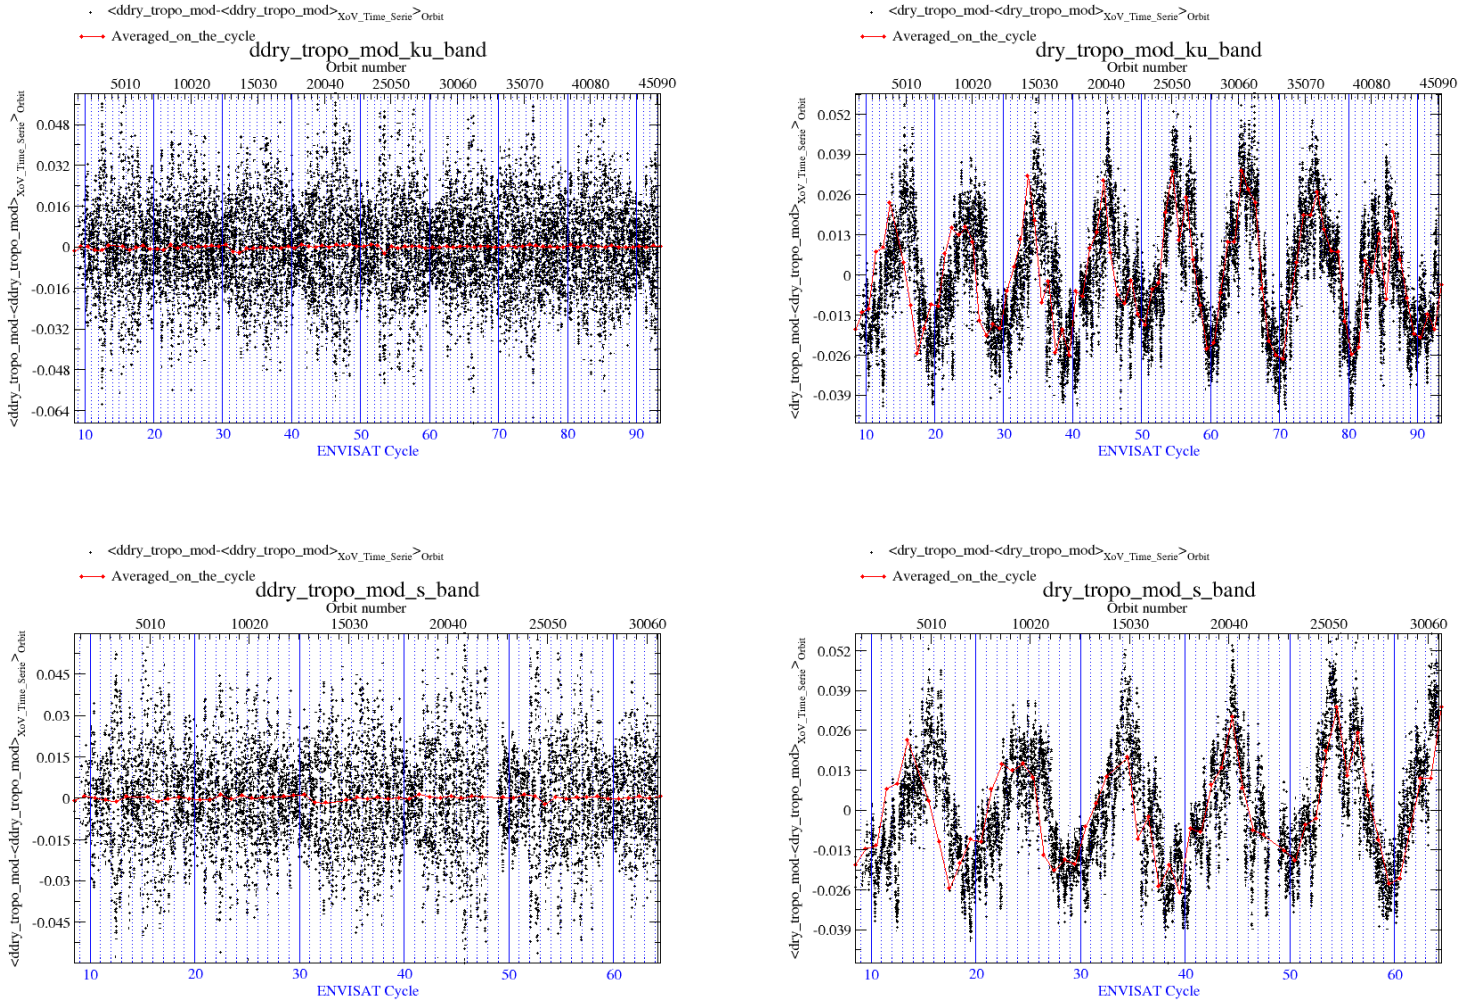 <ddry_tropo_mod-<ddry_tropo_mod>XoV_Time_Serie>Orbit
Averaged_on_the_cycle
ddry_tropo_mod_ku_band
Orbit number
5010 10020 15030 20040 25050 30060 35070 40080 45090
<ddry_tropo_mod-<ddry_tropo_mod>XoV_Time_Serie>Orbit
0.048
0.032
0.016
0
-0.016
-0.032
-0.048
-0.064
10 20 30 40 50 60 70 80 90
ENVISAT Cycle
<dry_tropo_mod-<dry_tropo_mod>XoV_Time_Serie>Orbit
Averaged_on_the_cycle
dry_tropo_mod_ku_band
Orbit number
5010 10020 15030 20040 25050 30060 35070 40080 45090
<dry_tropo_mod-<dry_tropo_mod>XoV_Time_Serie>Orbit
0.052
0.039
0.026
0.013
0
-0.013
-0.026
-0.039
10 20 30 40 50 60 70 80 90
ENVISAT Cycle
<ddry_tropo_mod-<ddry_tropo_mod>XoV_Time_Serie>Orbit
Averaged_on_the_cycle
ddry_tropo_mod_s_band
Orbit number
5010 10020 15030 20040 25050 30060
<ddry_tropo_mod-<ddry_tropo_mod>XoV_Time_Serie>Orbit
0.045
0.03
0.015
0
-0.015
-0.03
-0.045
10 20 30 40 50 60
ENVISAT Cycle
<dry_tropo_mod-<dry_tropo_mod>XoV_Time_Serie>Orbit
Averaged_on_the_cycle
dry_tropo_mod_s_band
Orbit number
5010 10020 15030 20040 25050 30060
<dry_tropo_mod-<dry_tropo_mod>XoV_Time_Serie>Orbit
0.052
0.039
0.026
0.013
0
-0.013
-0.026
-0.039
10 20 30 40 50 60
ENVISAT Cycle